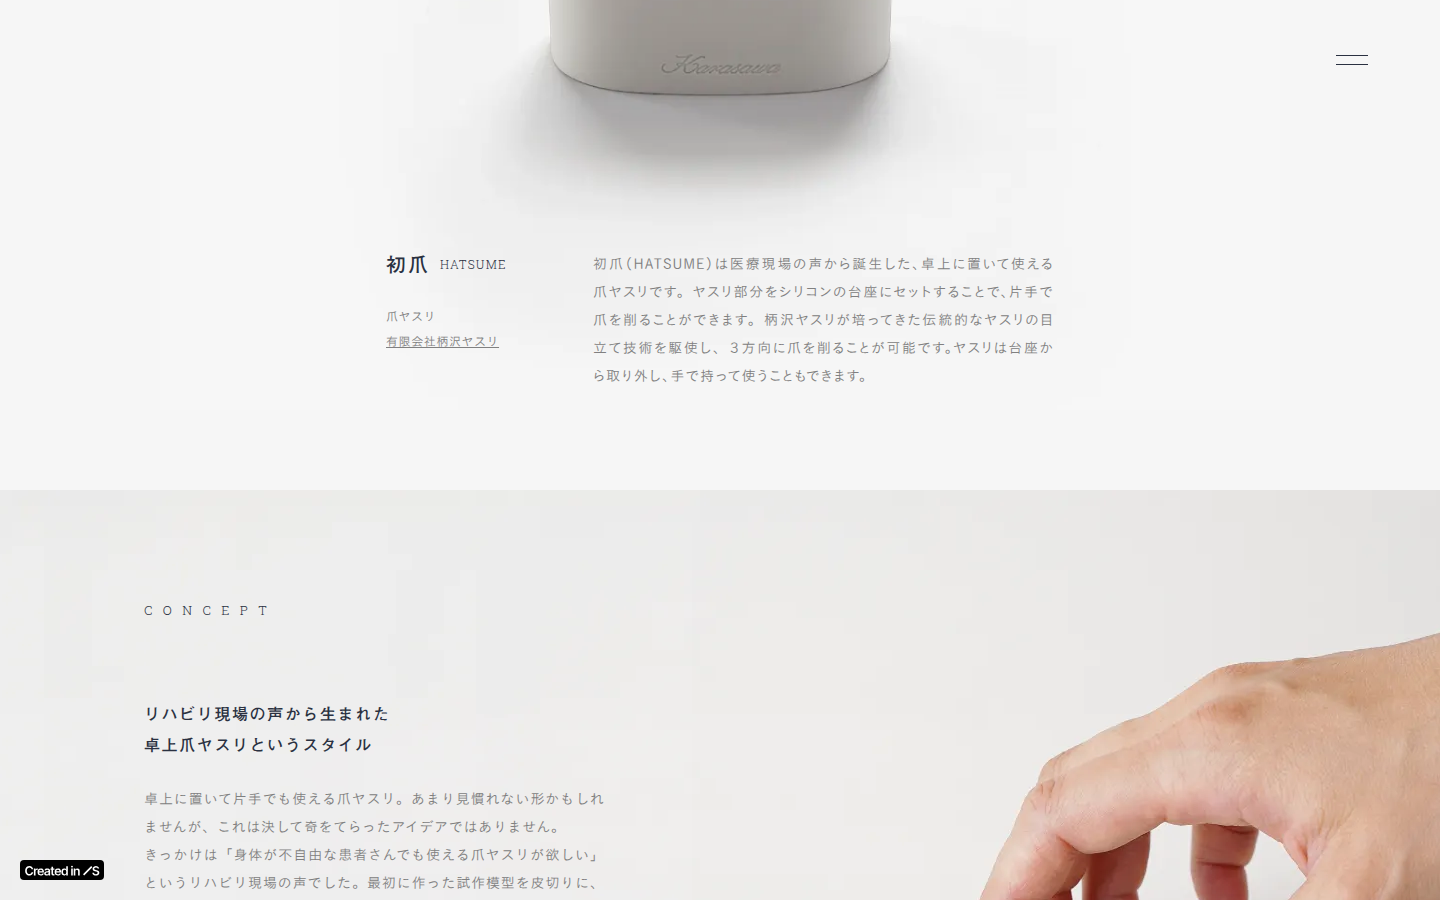 Karasawa
初爪 HATSUME
爪ヤスリ
有限会社柄沢ヤスリ
初爪(HATSUME)は医療現場の声から誕生した、卓上に置いて使える
爪ヤスリです。ヤスリ部分をシリコンの台座にセットすることで、片手で
爪を削ることができます。柄沢ヤスリが培ってきた伝統的なヤスリの目
立て技術を駆使し、３方向に爪を削ることが可能です。ヤスリは台座か
ら取り外し、手で持って使うこともできます。
CONCEPT
リハビリ現場の声から生まれた
卓上爪ヤスリというスタイル
卓上に置いて片手でも使える爪ヤスリ。あまり見慣れない形かもしれ
ませんが、これは決して奇をてらったアイデアではありません。
きっかけは「身体が不自由な患者さんでも使える爪ヤスリが欲しい」
というリハビリ現場の声でした。最初に作った試作模型を皮切りに、
Created in /S